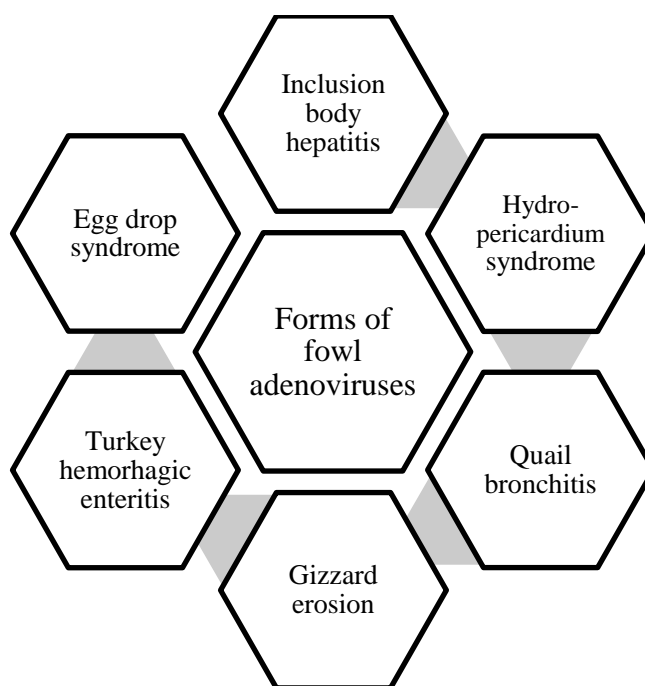 Inclusion
body
hepatitis
Hydro-
pericardium
syndrome
Quail
bronchitis
Gizzard
erosion
Turkey
hemorhagic
enteritis
Egg drop
syndrome
Forms of
fowl
adenoviruses